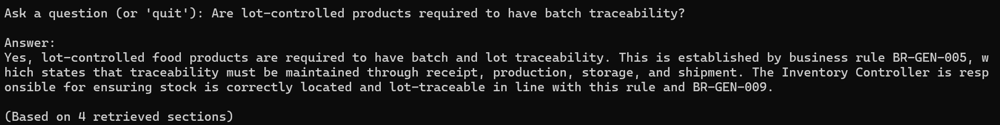 Ask a question (or 'quit'): Are lot-controlled products required to have batch traceability?
Answer:
Yes, lot-controlled food products are required to have batch and lot traceability. This is established by business rule BR-GEN-005, w
hich states that traceability must be maintained through receipt, production, storage, and shipment. The Inventory Controller is resp
onsible for ensuring stock is correctly located and lot-traceable in line with this rule and BR-GEN-009.
(Based on 4 retrieved sections)